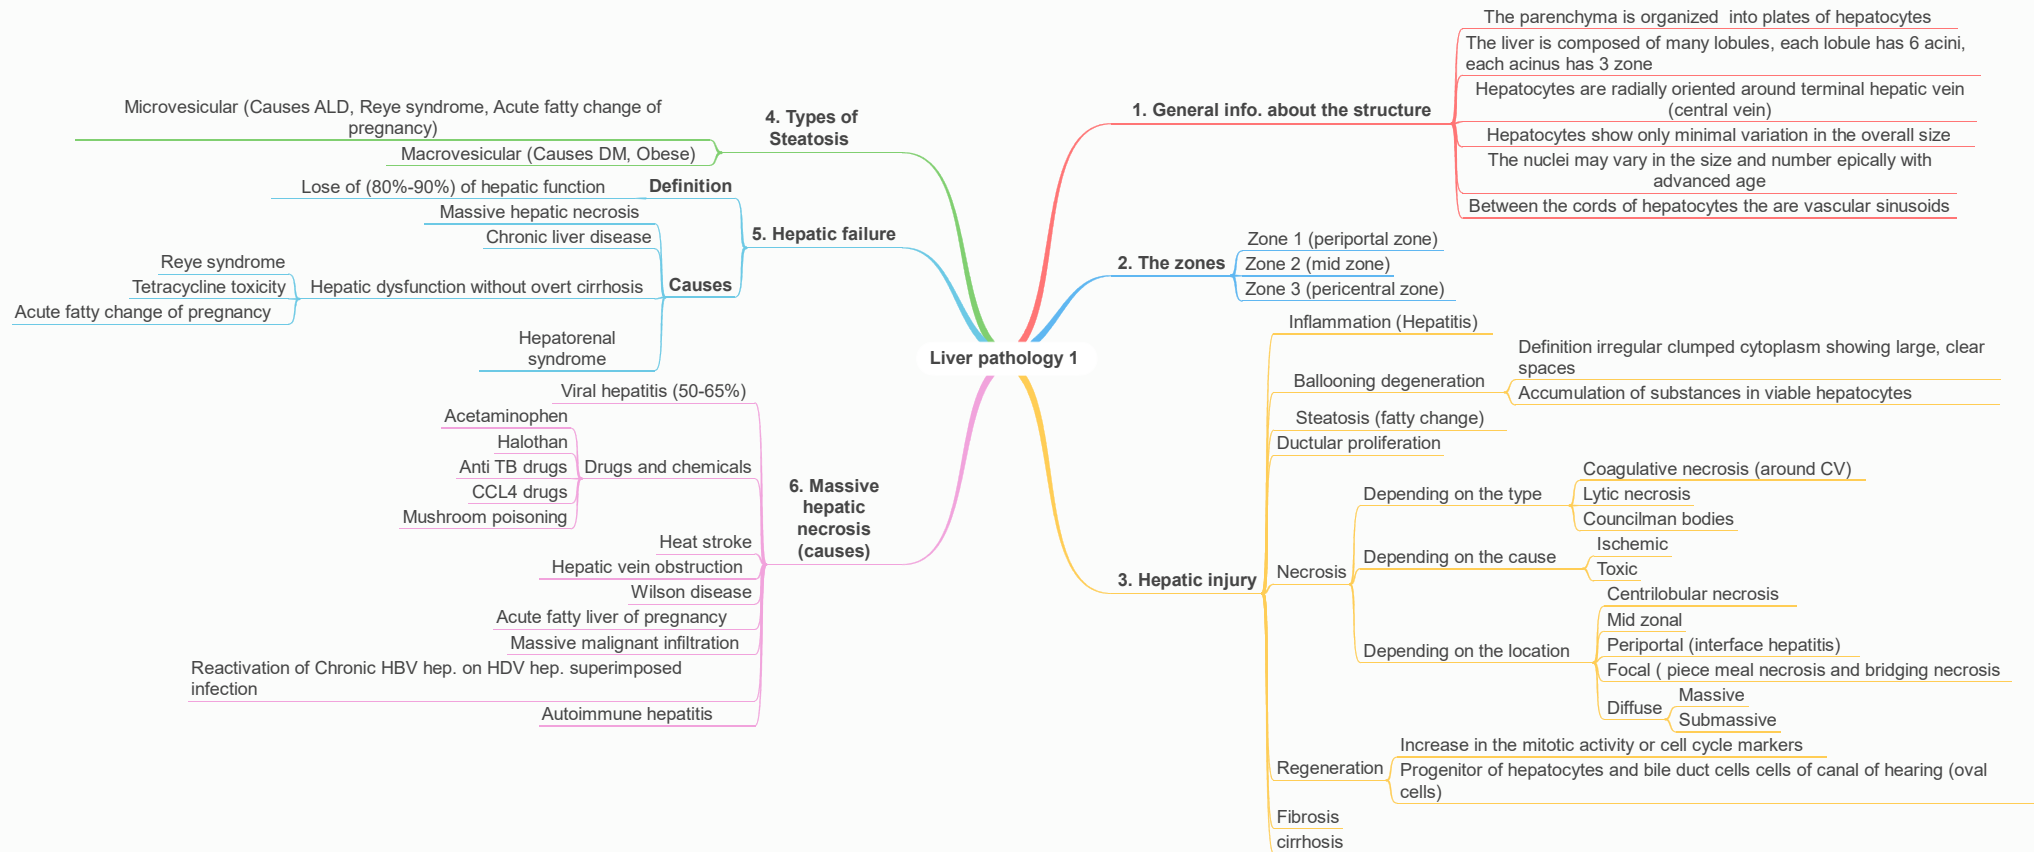 Liver pathology 1
1. General info. about the structure
The parenchyma is organized  into plates of hepatocytes
The liver is composed of many lobules, each lobule has 6 acini,
each acinus has 3 zone
Hepatocytes are radially oriented around terminal hepatic vein
(central vein)
Hepatocytes show only minimal variation in the overall size
The nuclei may vary in the size and number epically with
advanced age
Between the cords of hepatocytes the are vascular sinusoids
2. The zones
Zone 1 (periportal zone)
Zone 2 (mid zone)
Zone 3 (pericentral zone)
3. Hepatic injury
Inflammation (Hepatitis)
Ballooning degeneration
Definition irregular clumped cytoplasm showing large, clear
spaces
Accumulation of substances in viable hepatocytes
Steatosis (fatty change)
Ductular proliferation
Necrosis
Depending on the type
Coagulative necrosis (around CV)
Lytic necrosis
Councilman bodies
Depending on the cause
Ischemic
Toxic
Depending on the location
Centrilobular necrosis
Mid zonal
Periportal (interface hepatitis)
Focal ( piece meal necrosis and bridging necrosis
Diffuse
Massive
Submassive
Regeneration
Increase in the mitotic activity or cell cycle markers
Progenitor of hepatocytes and bile duct cells cells of canal of hearing (oval
cells)
Fibrosis
cirrhosis
4. Types of
Steatosis
Microvesicular (Causes ALD, Reye syndrome, Acute fatty change of
pregnancy)
Macrovesicular (Causes DM, Obese)
5. Hepatic failure
Definition
Lose of (80%-90%) of hepatic function
Causes
Massive hepatic necrosis
Chronic liver disease
Hepatic dysfunction without overt cirrhosis
Reye syndrome
Tetracycline toxicity
Acute fatty change of pregnancy
Hepatorenal
syndrome
6. Massive
hepatic
necrosis
(causes)
Viral hepatitis (50-65%)
Drugs and chemicals
Acetaminophen
Halothan
Anti TB drugs
CCL4 drugs
Mushroom poisoning
Heat stroke
Hepatic vein obstruction
Wilson disease
Acute fatty liver of pregnancy
Massive malignant infiltration
Reactivation of Chronic HBV hep. on HDV hep. superimposed
infection
Autoimmune hepatitis